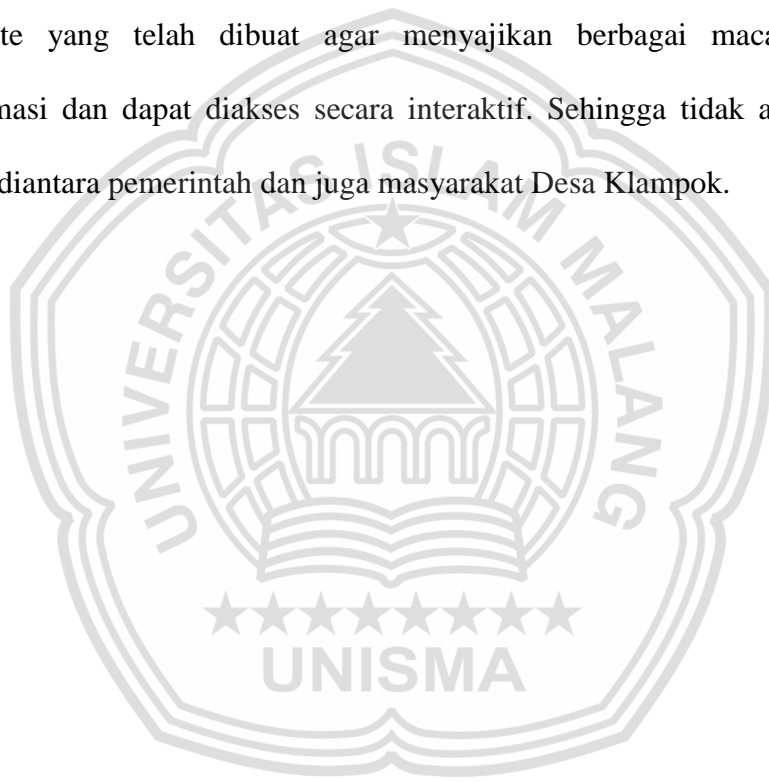 te yang telah dibuat agar menyajikan berbagai maca
masi dan dapat diakses secara interaktif. Sehingga tidak a
diantara pemerintah dan juga masyarakat Desa Klampok.
UNIVERSITAS ISLAM MALANG
UNISMA